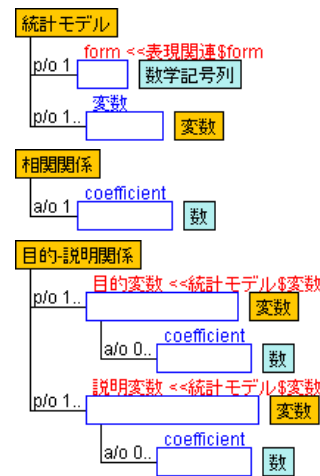 統計モデル
form <<表現関連$form
p/o 1
数学記号列
変数
p/o 1..
変数
相関関係
coefficient
a/o 1
数
目的-説明関係
目的変数 <<統計モデル$変数
p/o 1..
変数
coefficient
a/o 0..
数
説明変数 <<統計モデル$変数
p/o 1..
変数
coefficient
a/o 0..
数